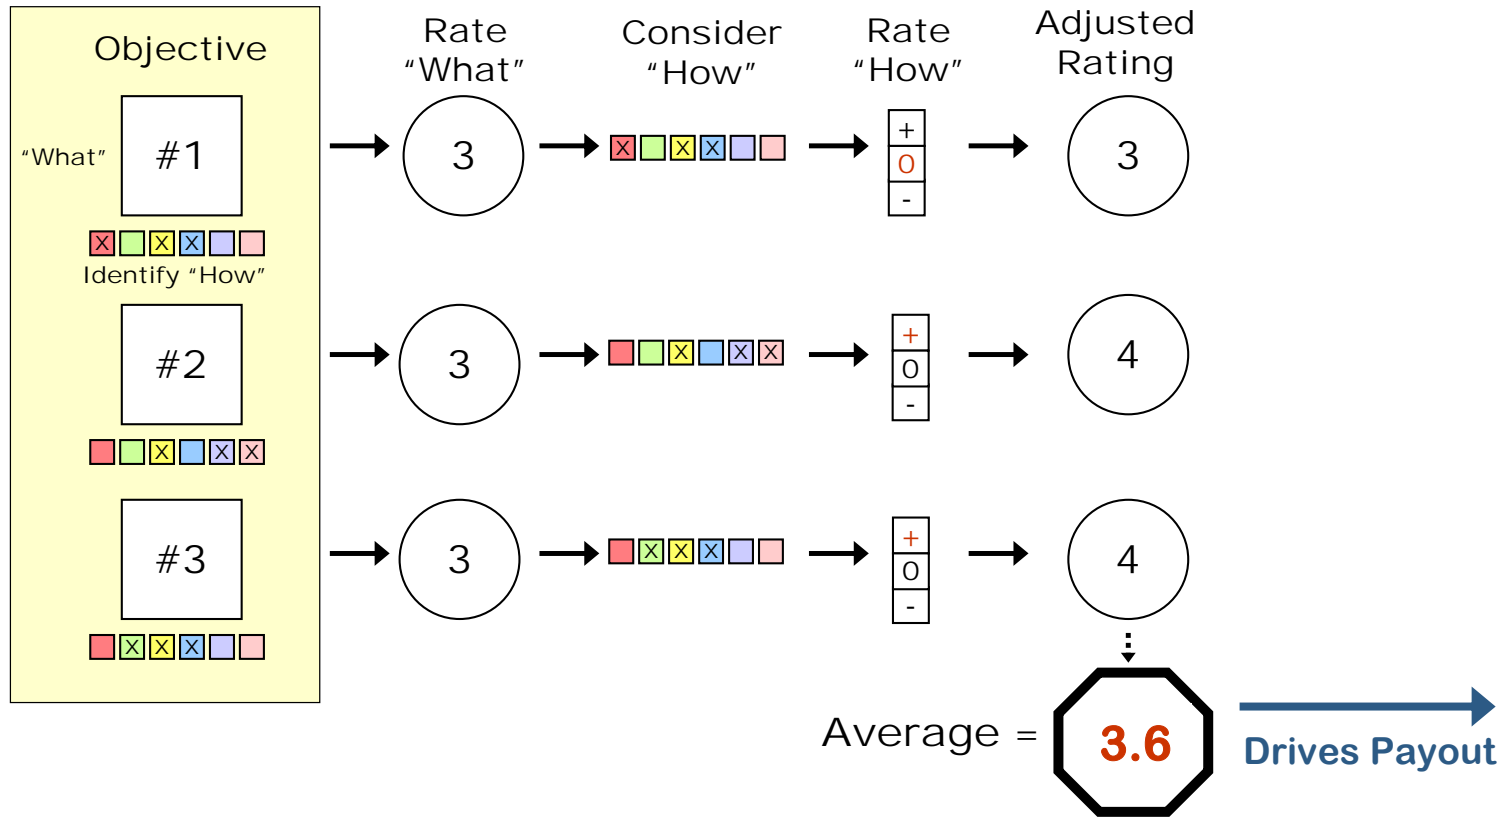 Objective
Rate
“What”
Consider
“How”
Rate
“How”
Adjusted
Rating
“What”
#1
3
X X X
+
0
-
3
X X X
Identify “How”
#2
3
X X X
+
0
-
4
X X X
#3
3
X X X
+
0
-
4
X X X
Average =
3.6
Drives Payout